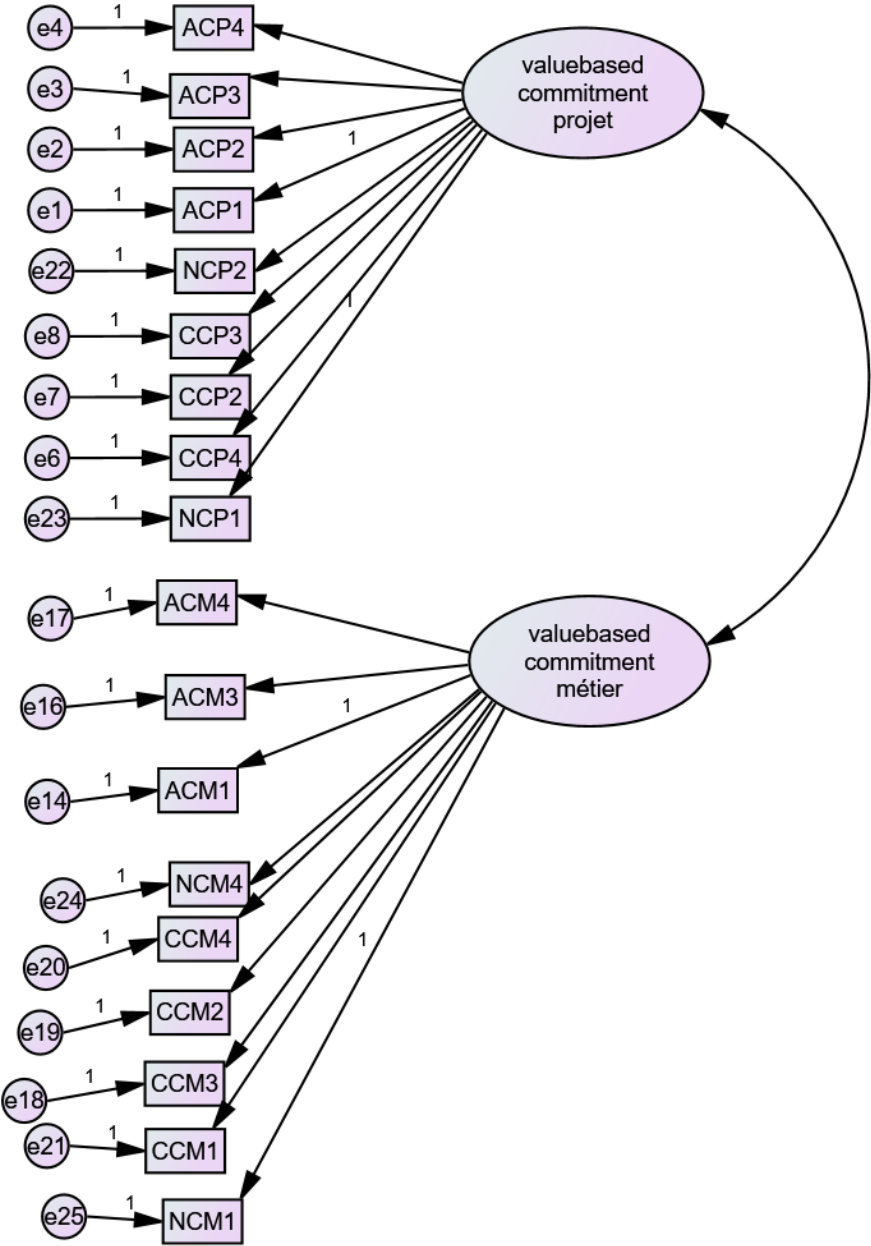 e4 1 ACP4
e3 1 ACP3
e2 1 ACP2
e1 1 ACP1
e22 1 NCP2
e8 1 CCP3
e7 1 CCP2
e6 1 CCP4
e23 1 NCP1
valuebased
commitment
projet
1
1
e17 1 ACM4
e16 1 ACM3
e14 1 ACM1
e24 1 NCM4
e20 1 CCM4
e19 1 CCM2
e18 1 CCM3
e21 1 CCM1
e25 1 NCM1
valuebased
commitment
métier
1
1